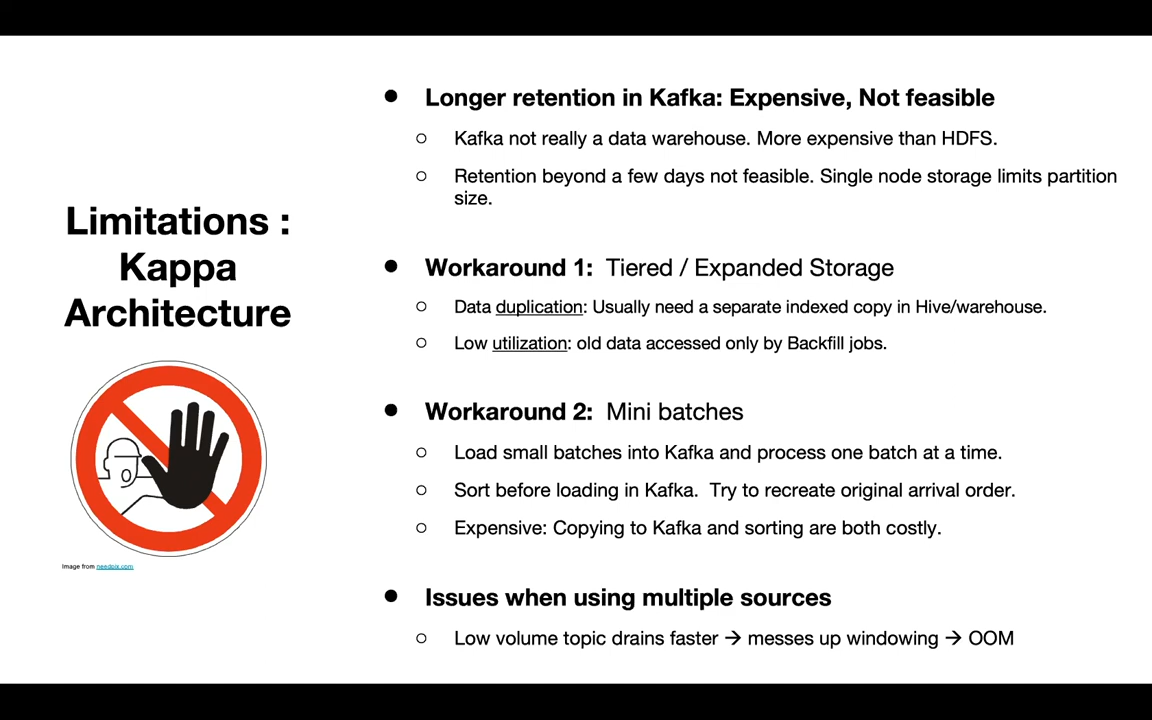 Limitations :
Kappa
Architecture
Image from needpix.com
● Longer retention in Kafka: Expensive, Not feasible
○ Kafka not really a data warehouse. More expensive than HDFS.
○ Retention beyond a few days not feasible. Single node storage limits partition
size.
● Workaround 1: Tiered / Expanded Storage
○ Data duplication: Usually need a separate indexed copy in Hive/warehouse.
○ Low utilization: old data accessed only by Backfill jobs.
● Workaround 2: Mini batches
○ Load small batches into Kafka and process one batch at a time.
○ Sort before loading in Kafka. Try to recreate original arrival order.
○ Expensive: Copying to Kafka and sorting are both costly.
● Issues when using multiple sources
○ Low volume topic drains faster → messes up windowing → OOM